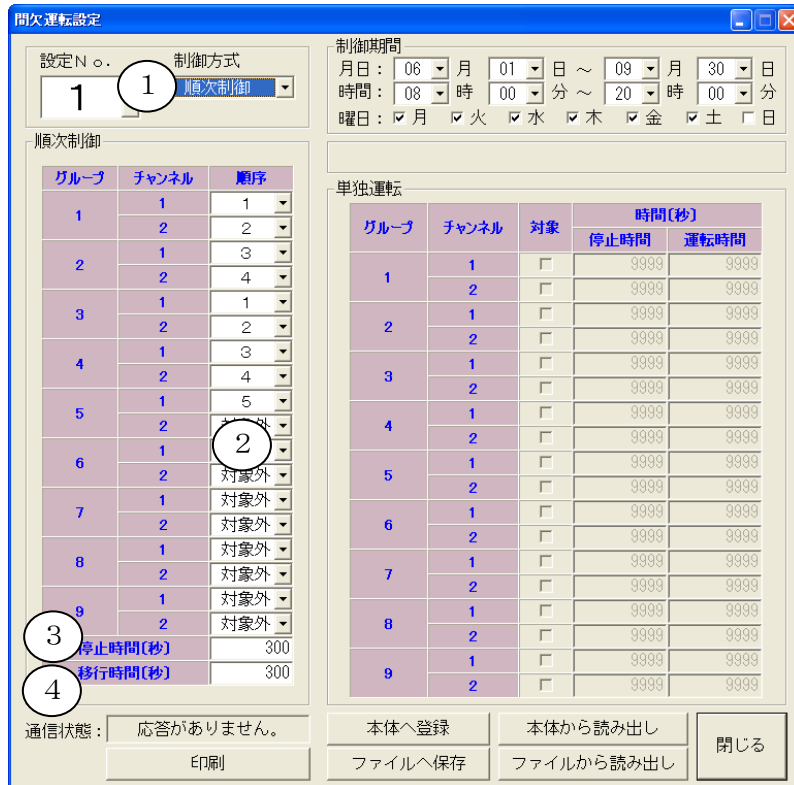 間欠運転設定
設定Ｎｏ． 制御方式
1 順次制御
①
制御期間
月日： 06 月 01 日 ～ 09 月 30 日
時間： 08 時 00 分 ～ 20 時 00 分
曜日： 月 火 水 木 金 土 日
順次制御
グループ チャンネル 順序
1 1 1
2 2
2 1 3
2 4
3 1 1
2 2
4 1 3
2 4
5 1 5
2 対象外
②
6 1
2 対象外
7 1 対象外
2 対象外
8 1 対象外
2 対象外
9 1 対象外
2 対象外
③
停止時間[秒] 300
④
移行時間[秒] 300
単独運転
グループ チャンネル 対象 時間[秒]
停止時間 運転時間
1 1 9999 9999
2 9999 9999
2 1 9999 9999
2 9999 9999
3 1 9999 9999
2 9999 9999
4 1 9999 9999
2 9999 9999
5 1 9999 9999
2 9999 9999
6 1 9999 9999
2 9999 9999
7 1 9999 9999
2 9999 9999
8 1 9999 9999
2 9999 9999
9 1 9999 9999
2 9999 9999
通信状態： 応答がありません。
印刷
本体へ登録 本体から読み出し
ファイルへ保存 ファイルから読み出し
閉じる